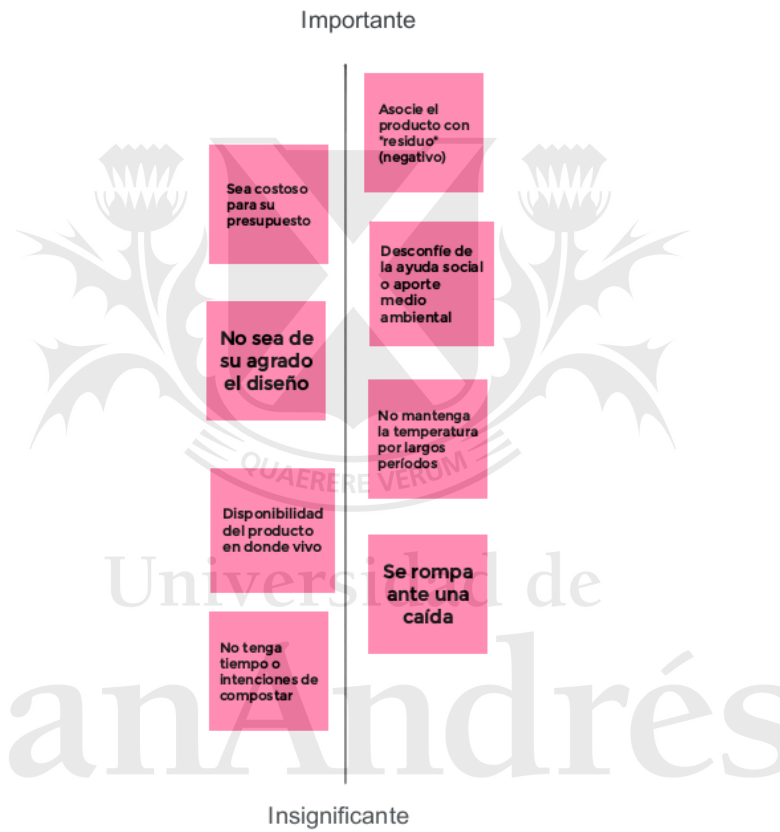 Importante
Asocie el
producto con
"residuo"
(negativo)
Sea costoso
para su
presupuesto
Desconfíe de
la ayuda social
o aporte
medio
ambiental
No sea de
su agrado
el diseño
No mantenga
la temperatura
por largos
períodos
QUAERERE VERUM
Disponibilidad
del producto
en donde vivo
Se rompa
ante una
caída
Universidad de
No tenga
tiempo o
intenciones de
compostar
anAndrés
Insignificante